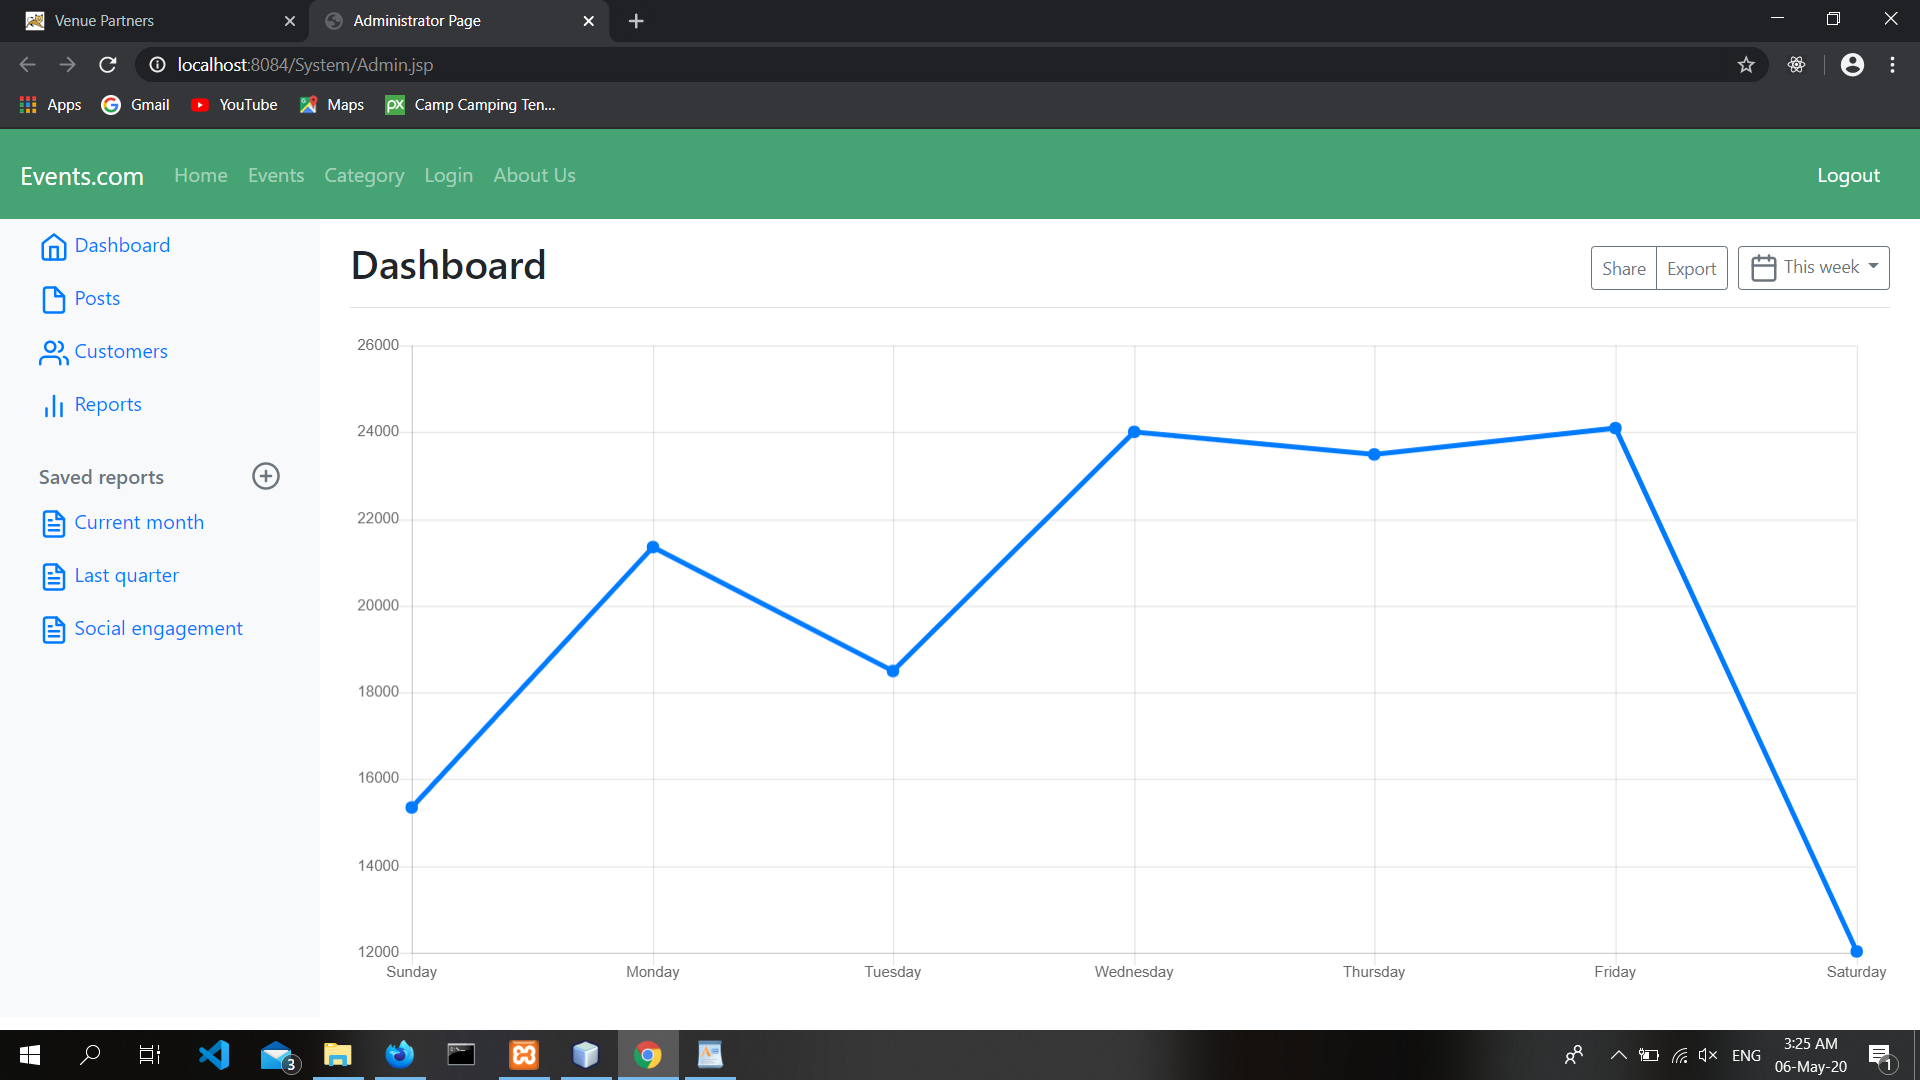 Venue Partners
Administrator Page
localhost:8084/System/Admin.jsp
Apps Gmail YouTube Maps Camp Camping Ten...
Events.com Home Events Category Login About Us Logout
Dashboard
Posts
Customers
Reports
Saved reports
Current month
Last quarter
Social engagement
Dashboard
Share Export This week
26000
24000
22000
20000
18000
16000
14000
12000
Sunday Monday Tuesday Wednesday Thursday Friday Saturday
3
ENG
3:25 AM
06-May-20
1